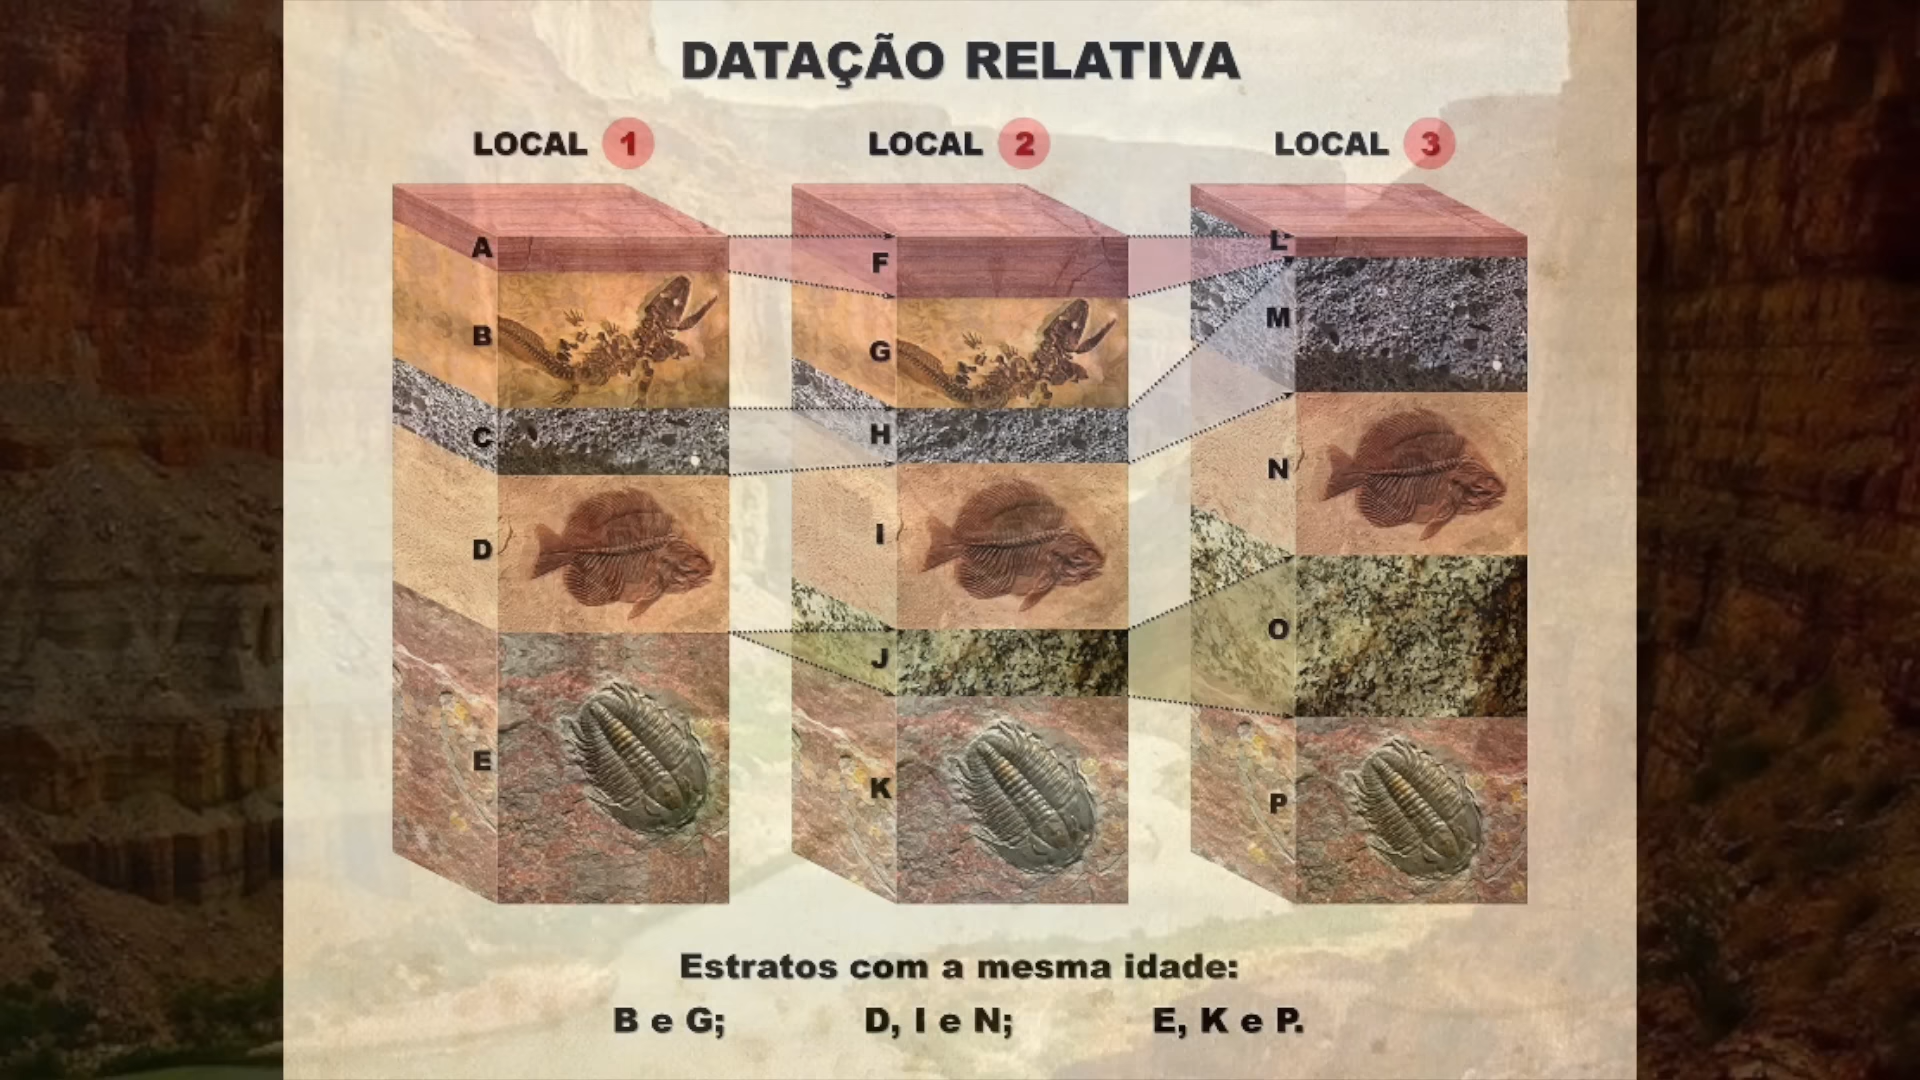 DATAÇÃO RELATIVA
LOCAL 1
LOCAL 2
LOCAL 3
A
B
C
D
E
F
G
H
I
J
K
L
M
N
O
P
Estratos com a mesma idade:
B e G; D, I e N; E, K e P.